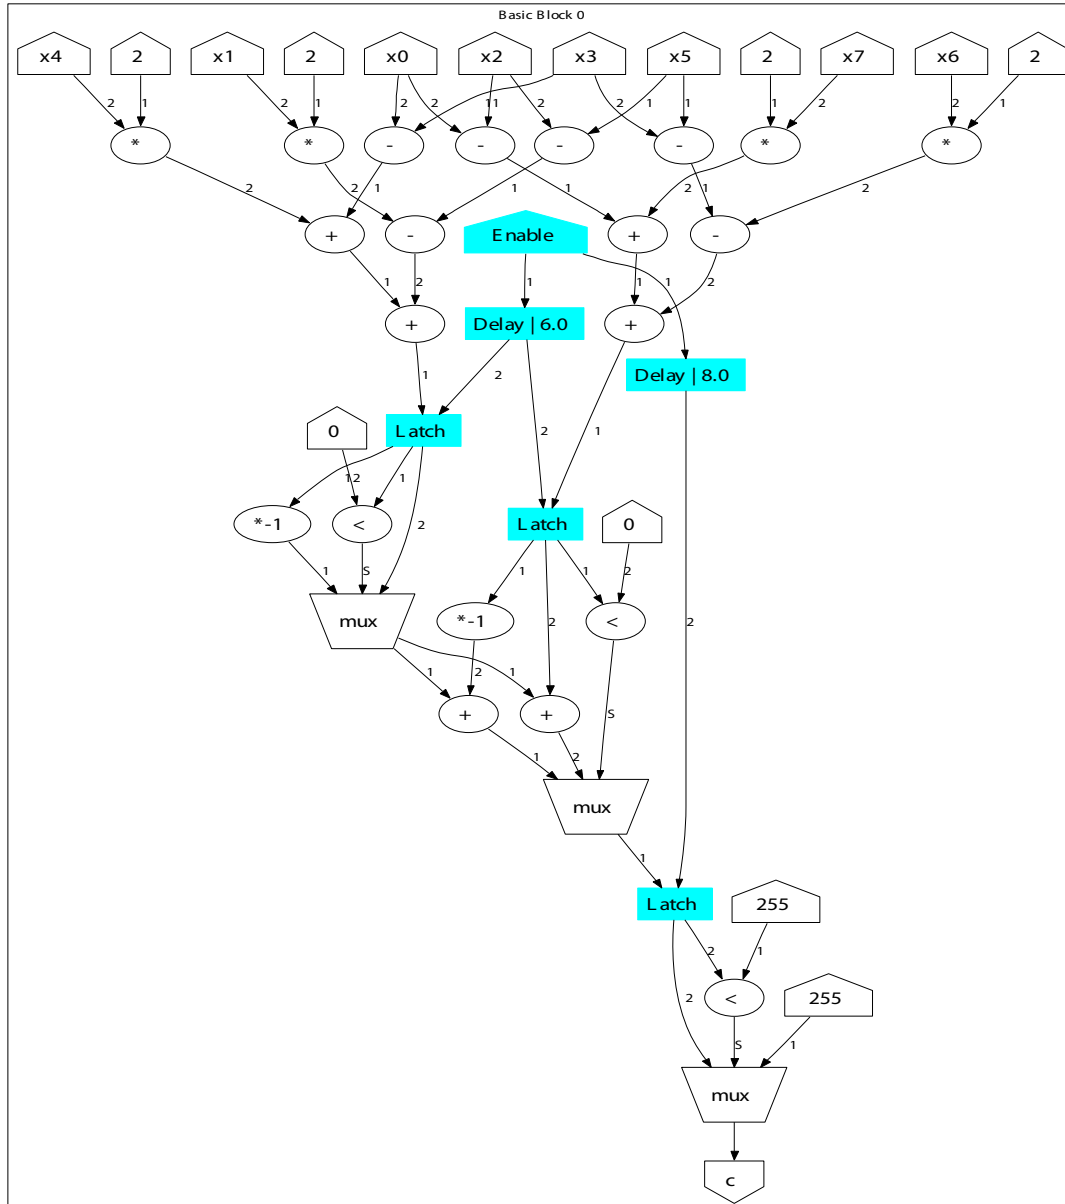 Basic Block 0
x4 2 x1 2 x0 x2 x3 x5 2 x7 x6 2
2 1 2 1 2 2 11 2 2 1 1 1 2 2 1
* * - - - - * *
2 2 1 1 1 2 1 2
+ - Enable + -
1 2 1 1 1 2
+ Delay | 6.0 +
Delay | 8.0
1 2
Latch
0
2 1
12 1
Latch 0
*-1 <
2
1 S 1 1 2
mux *-1 < 2
2
1 2 1
+ +
S
1 2
mux
1
Latch 255
2 1
<
255
2
S 1
mux
c